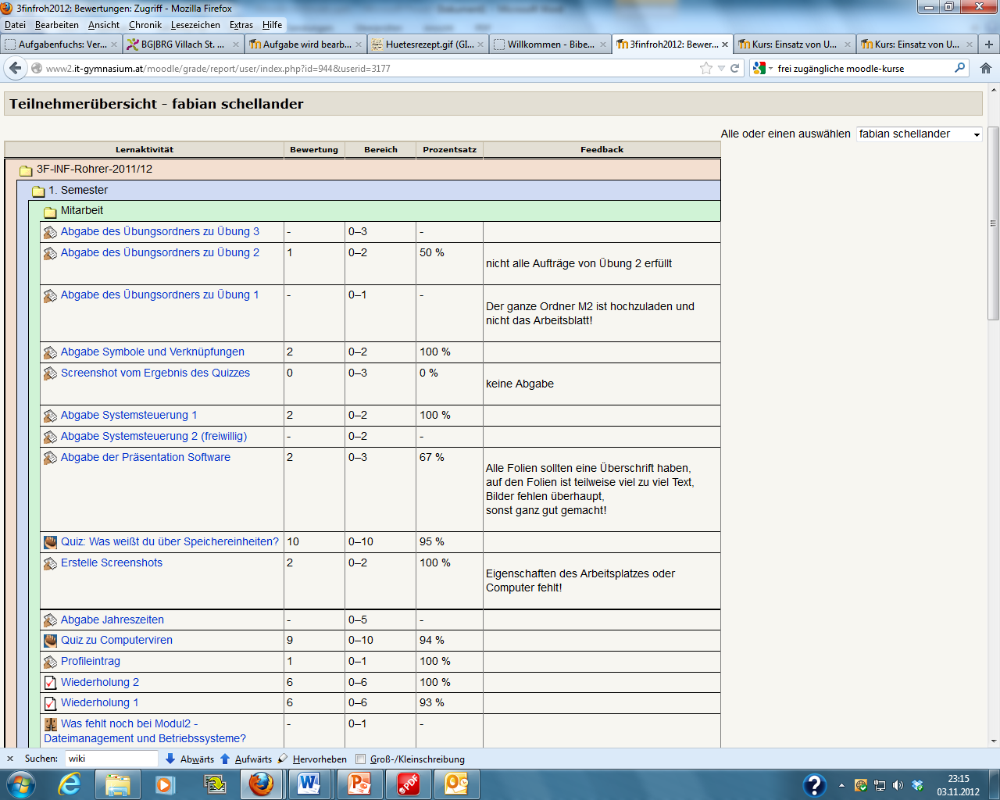 3finfroh2012: Bewertungen: Zugriff - Mozilla Firefox
Datei Bearbeiten Ansicht Chronik Lesezeichen Extras Hilfe
Aufgabenfuchs: Ver... BG|BRG Villach St. ... Aufgabe wird bearb... Huetesrezept.gif (GI... Willkommen - Bibe... 3finfroh2012: Bewer... Kurs: Einsatz von U... Kurs: Einsatz von U...
www2.it-gymnasium.at/moodle/grade/report/user/index.php?id=944&userid=3177 frei zugängliche moodle-kurse
Teilnehmerübersicht - fabian schellander
Alle oder einen auswählen fabian schellander
Lernaktivität Bewertung Bereich Prozentsatz Feedback
3F-INF-Rohrer-2011/12
1. Semester
Mitarbeit
Abgabe des Übungsordners zu Übung 3 - 0–3 -
Abgabe des Übungsordners zu Übung 2 1 0–2 50 %
nicht alle Aufträge von Übung 2 erfüllt
Abgabe des Übungsordners zu Übung 1 - 0–1 -
Der ganze Ordner M2 ist hochzuladen und
nicht das Arbeitsblatt!
Abgabe Symbole und Verknüpfungen 2 0–2 100 %
Screenshot vom Ergebnis des Quizzes 0 0–3 0 %
keine Abgabe
Abgabe Systemsteuerung 1 2 0–2 100 %
Abgabe Systemsteuerung 2 (freiwillig) - 0–2 -
Abgabe der Präsentation Software 2 0–3 67 %
Alle Folien sollten eine Überschrift haben,
auf den Folien ist teilweise viel zu viel Text,
Bilder fehlen überhaupt,
sonst ganz gut gemacht!
Quiz: Was weißt du über Speichereinheiten? 10 0–10 95 %
Erstelle Screenshots 2 0–2 100 %
Eigenschaften des Arbeitsplatzes oder
Computer fehlt!
Abgabe Jahreszeiten - 0–5 -
Quiz zu Computerviren 9 0–10 94 %
Profileintrag 1 0–1 100 %
Wiederholung 2 6 0–6 100 %
Wiederholung 1 6 0–6 93 %
Was fehlt noch bei Modul2 - - 0–1 -
Dateimanagement und Betriebssysteme?
Suchen: wiki Abwärts Aufwärts Hervorheben Groß-/Kleinschreibung
23:15
03.11.2012